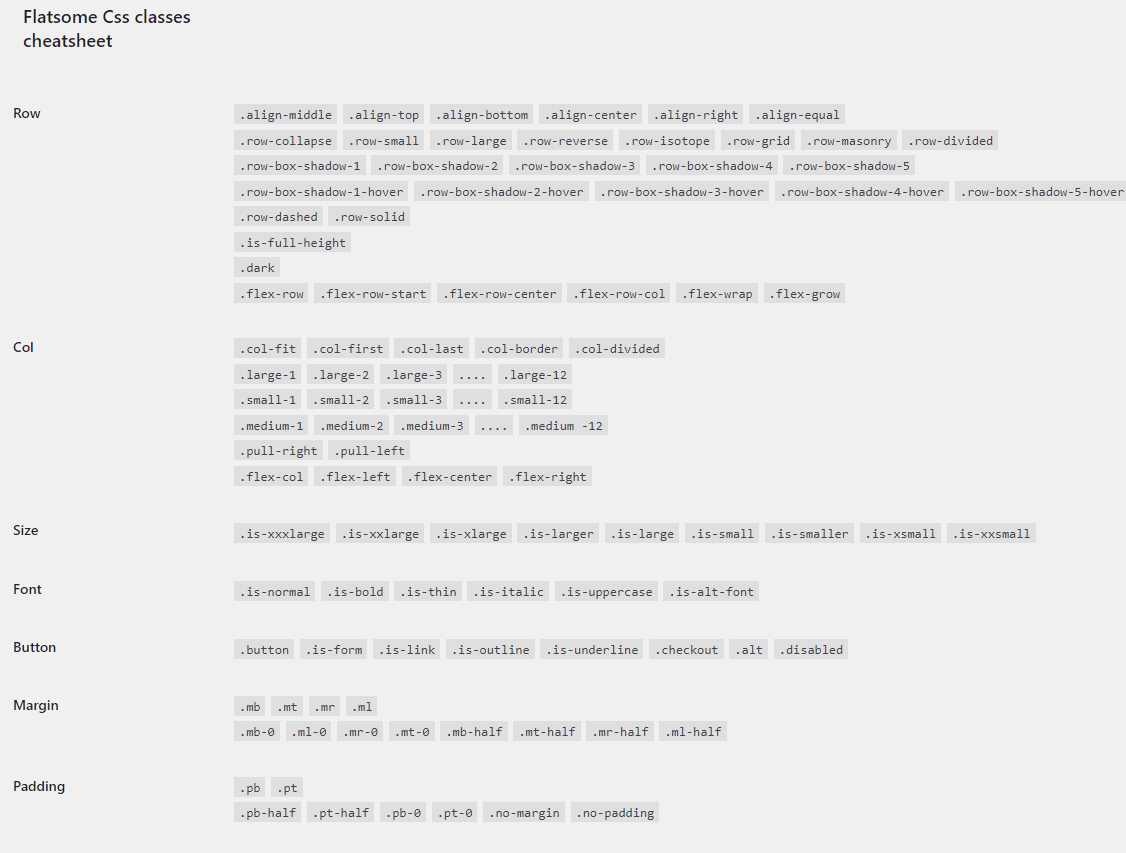 Flatsome Css classes
cheatsheet
Row
.align-middle .align-top .align-bottom .align-center .align-right .align-equal
.row-collapse .row-small .row-large .row-reverse .row-isotope .row-grid .row-masonry .row-divided
.row-box-shadow-1 .row-box-shadow-2 .row-box-shadow-3 .row-box-shadow-4 .row-box-shadow-5
.row-box-shadow-1-hover .row-box-shadow-2-hover .row-box-shadow-3-hover .row-box-shadow-4-hover .row-box-shadow-5-hover
.row-dashed .row-solid
.is-full-height
.dark
.flex-row .flex-row-start .flex-row-center .flex-row-col .flex-wrap .flex-grow
Col
.col-fit .col-first .col-last .col-border .col-divided
.large-1 .large-2 .large-3 .... .large-12
.small-1 .small-2 .small-3 .... .small-12
.medium-1 .medium-2 .medium-3 .... .medium -12
.pull-right .pull-left
.flex-col .flex-left .flex-center .flex-right
Size
.is-xxxlarge .is-xxlarge .is-xlarge .is-larger .is-large .is-small .is-smaller .is-xsmall .is-xxsmall
Font
.is-normal .is-bold .is-thin .is-italic .is-uppercase .is-alt-font
Button
.button .is-form .is-link .is-outline .is-underline .checkout .alt .disabled
Margin
.mb .mt .mr .ml
.mb-0 .ml-0 .mr-0 .mt-0 .mb-half .mt-half .mr-half .ml-half
Padding
.pb .pt
.pb-half .pt-half .pb-0 .pt-0 .no-margin .no-padding